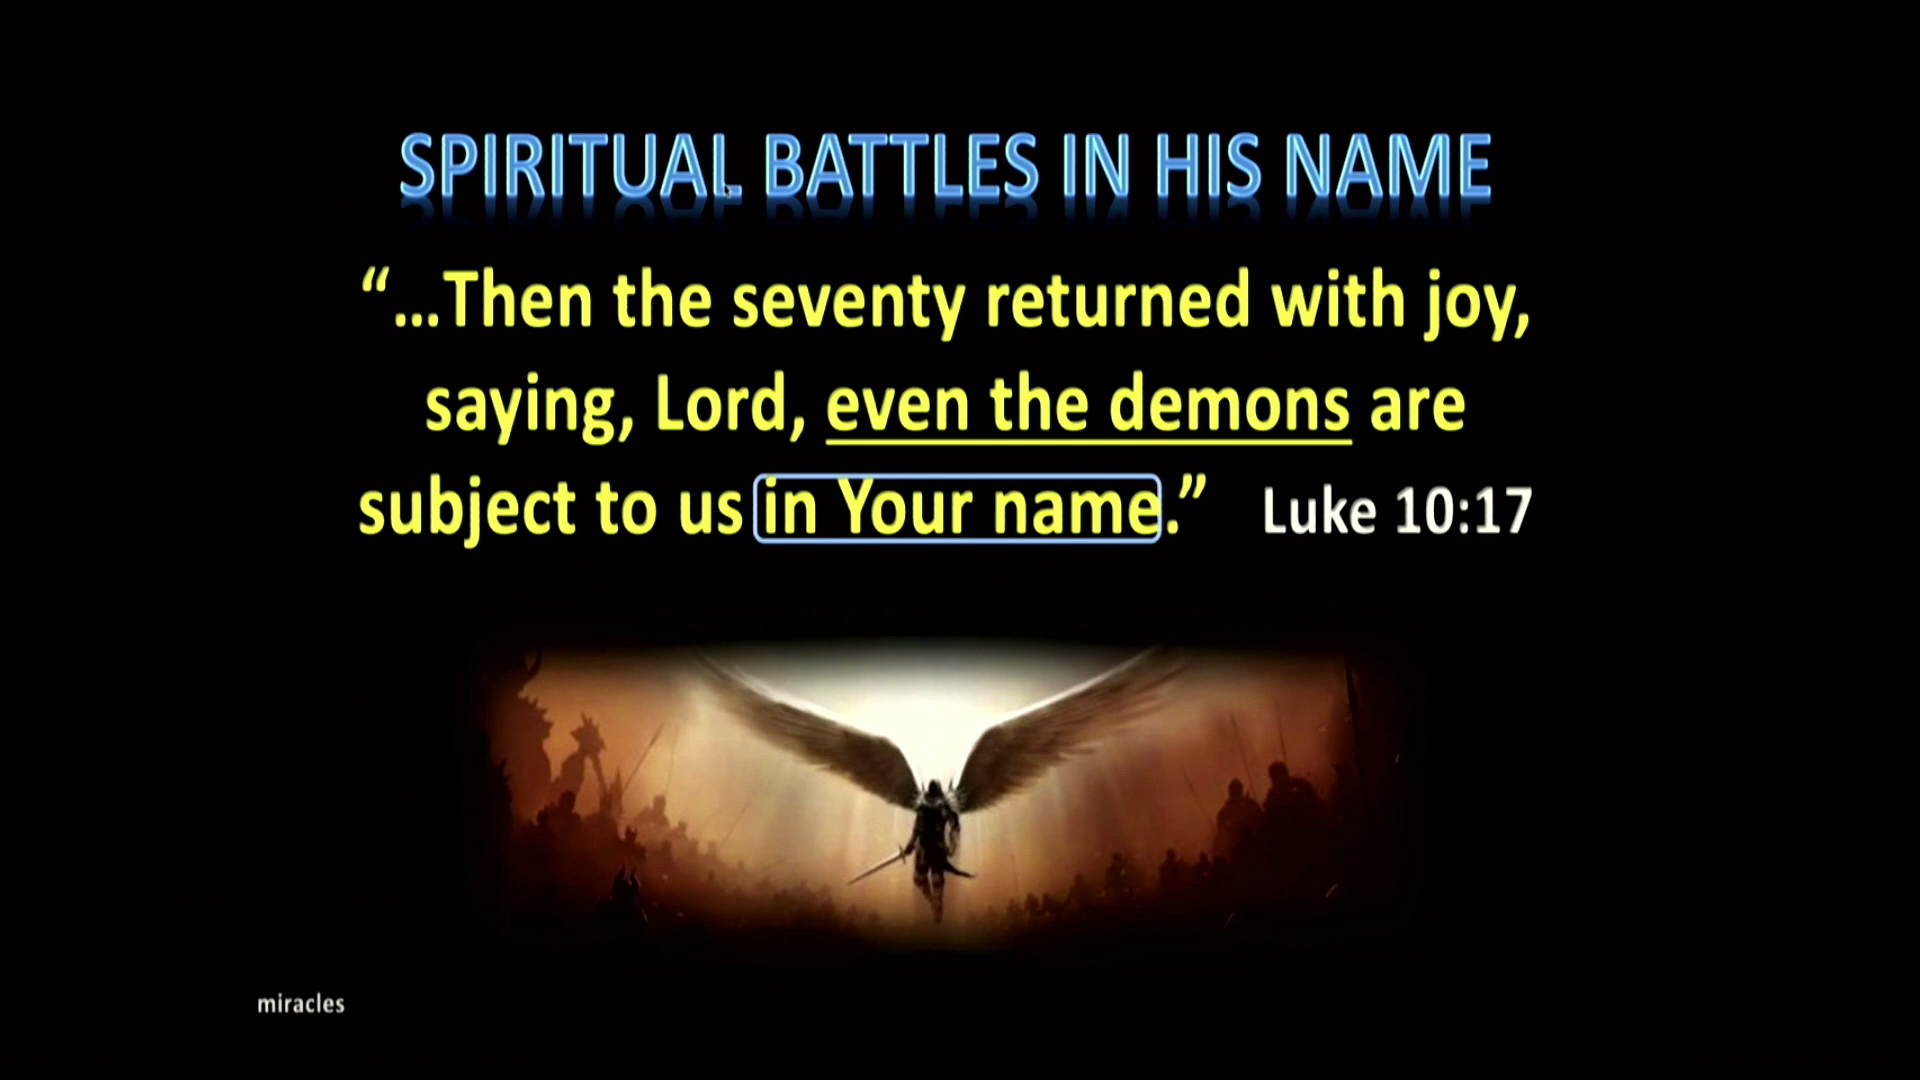 SPIRITUAL BATTLES IN HIS NAME
“...Then the seventy returned with joy,
saying, Lord, even the demons are
subject to us in Your name.” Luke 10:17
miracles